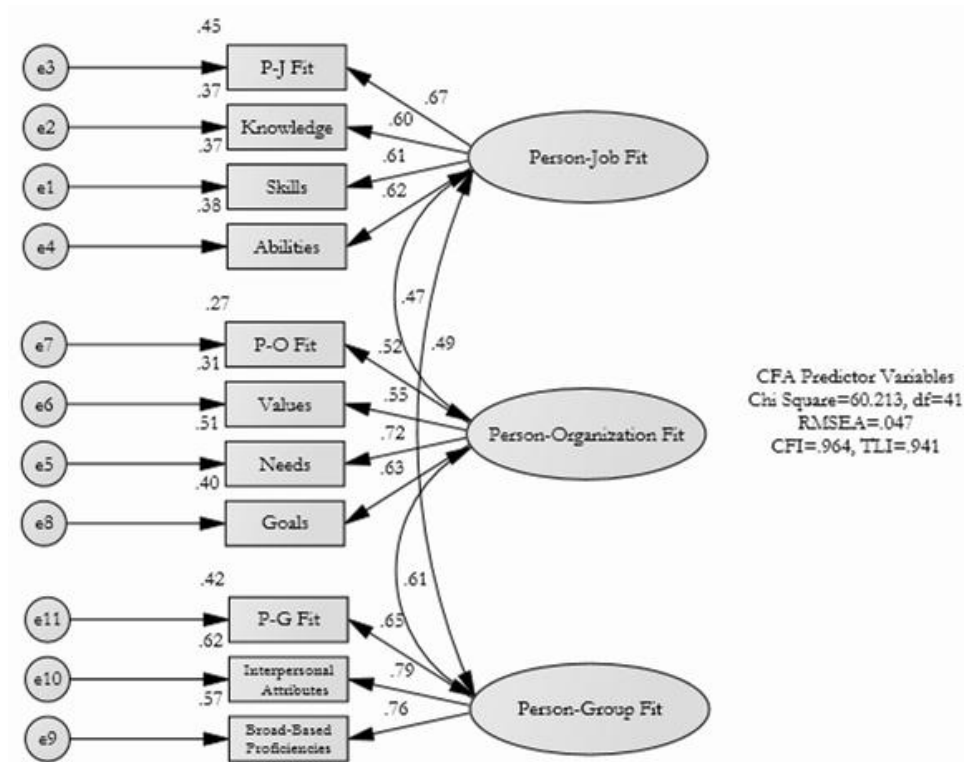 .45
e3
P-J Fit
.37
.67
e2
Knowledge
.60
.37
Person-Job Fit
.61
e1
Skills
.38
.62
e4
Abilities
.47
.27
.49
e7
P-O Fit
.52
.31
CFA Predictor Variables
.55
Chi Square=60.213, df=41
e6
Values
RMSEA=.047
.51
.72
Person-Organization Fit
CFI=.964, TLI=.941
e5
Needs
.63
.40
e8
Goals
.42
.61
e11
P-G Fit
.65
.62
e10
Interpersonal
Attributes
.79
.57
Person-Group Fit
.76
e9
Broad-Based
Proficiencies